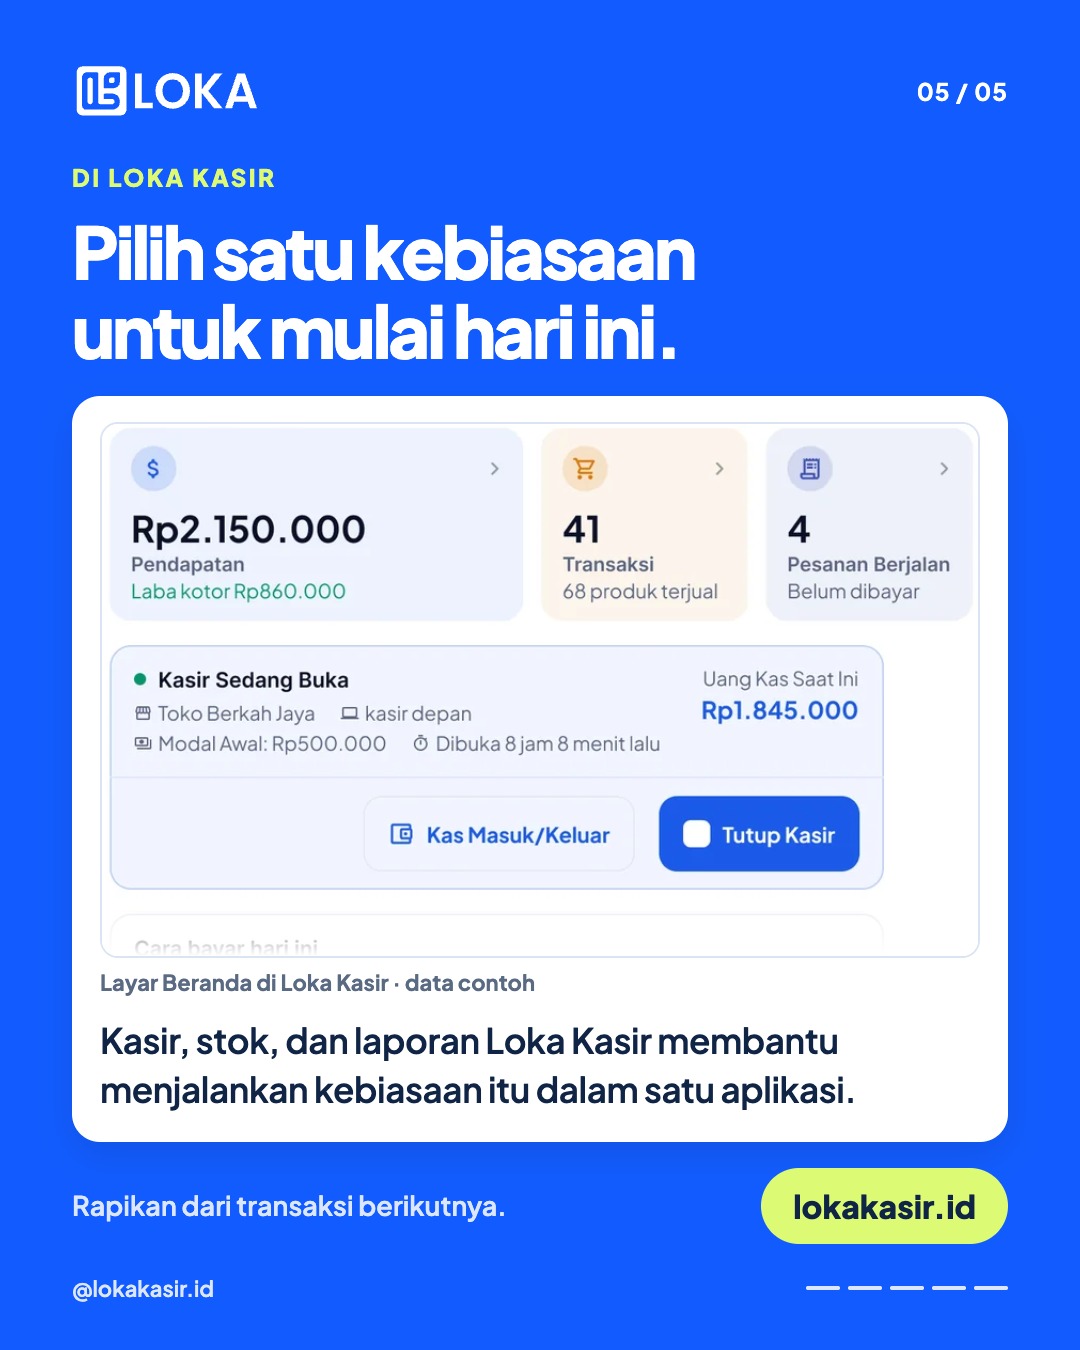 LOKA
05 / 05
DI LOKA KASIR
Pilih satu kebiasaan
untuk mulai hari ini.
Rp2.150.000
Pendapatan
Laba kotor Rp860.000
41
Transaksi
68 produk terjual
4
Pesanan Berjalan
Belum dibayar
Kasir Sedang Buka
Toko Berkah Jaya
kasir depan
Modal Awal: Rp500.000
Dibuka 8 jam 8 menit lalu
Uang Kas Saat Ini
Rp1.845.000
Kas Masuk/Keluar
Tutup Kasir
Cara bayar hari ini
Layar Beranda di Loka Kasir · data contoh
Kasir, stok, dan laporan Loka Kasir membantu
menjalankan kebiasaan itu dalam satu aplikasi.
Rapikan dari transaksi berikutnya.
lokakasir.id
@lokakasir.id